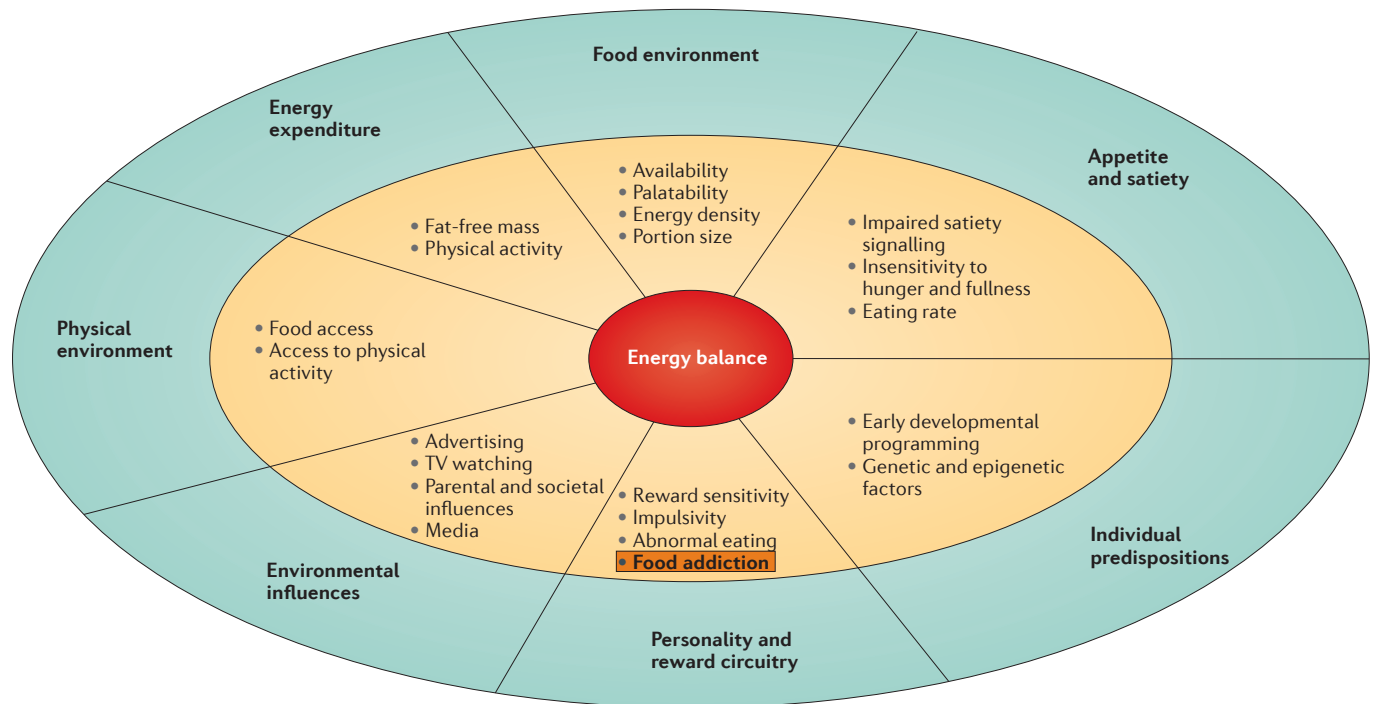 Food environment
• Availability
• Palatability
• Energy density
• Portion size
Appetite
and satiety
• Impaired satiety
signalling
• Insensitivity to
hunger and fullness
• Eating rate
Individual
predispositions
• Early developmental
programming
• Genetic and epigenetic
factors
Personality and
reward circuitry
• Reward sensitivity
• Impulsivity
• Abnormal eating
• Food addiction
Environmental
influences
• Advertising
• TV watching
• Parental and societal
influences
• Media
Physical
environment
• Food access
• Access to physical
activity
Energy
expenditure
• Fat-free mass
• Physical activity
Energy balance